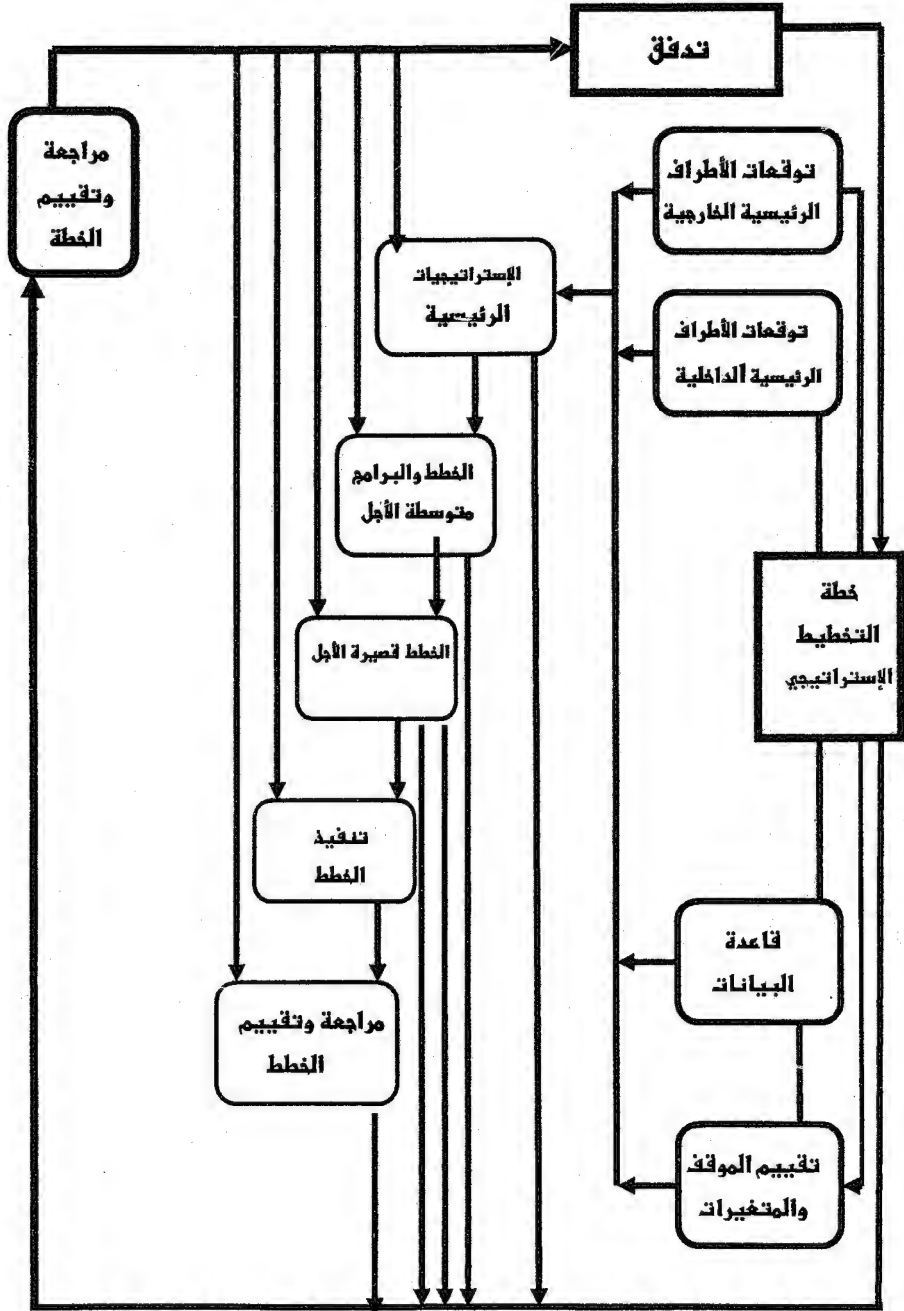 تدفق
توقعات الأطراف
الرئيسية الخارجية
توقعات الأطراف
الرئيسية الداخلية
خطة
التخطيط
الإستراتيجي
قاعدة
البيانات
تقييم الموقف
والمتغيرات
الإستراتيجيات
الرئيسية
الخطط والبرامج
متوسطة الأجل
الخطط قصيرة الأجل
تنفيذ
الخطط
مراجعة وتقييم
الخطط
مراجعة
وتقييم
الخطة